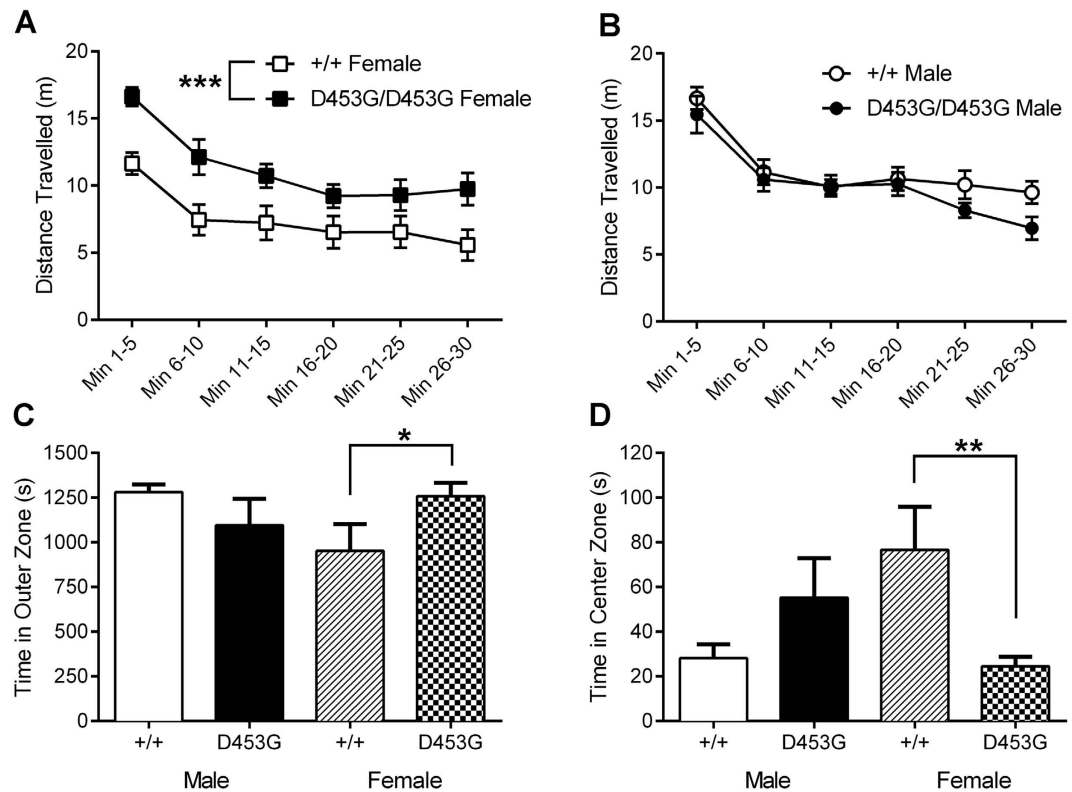 A
Distance Travelled (m)
20
15
10
5
0
***
+/+ Female
D453G/D453G Female
Min 1-5
Min 6-10
Min 11-15
Min 16-20
Min 21-25
Min 26-30
B
Distance Travelled (m)
20
15
10
5
0
+/+ Male
D453G/D453G Male
Min 1-5
Min 6-10
Min 11-15
Min 16-20
Min 21-25
Min 26-30
C
Time in Outer Zone (s)
1500
1250
1000
750
500
250
0
*
+/+
D453G
+/+
D453G
Male
Female
D
Time in Center Zone (s)
120
100
80
60
40
20
0
**
+/+
D453G
+/+
D453G
Male
Female